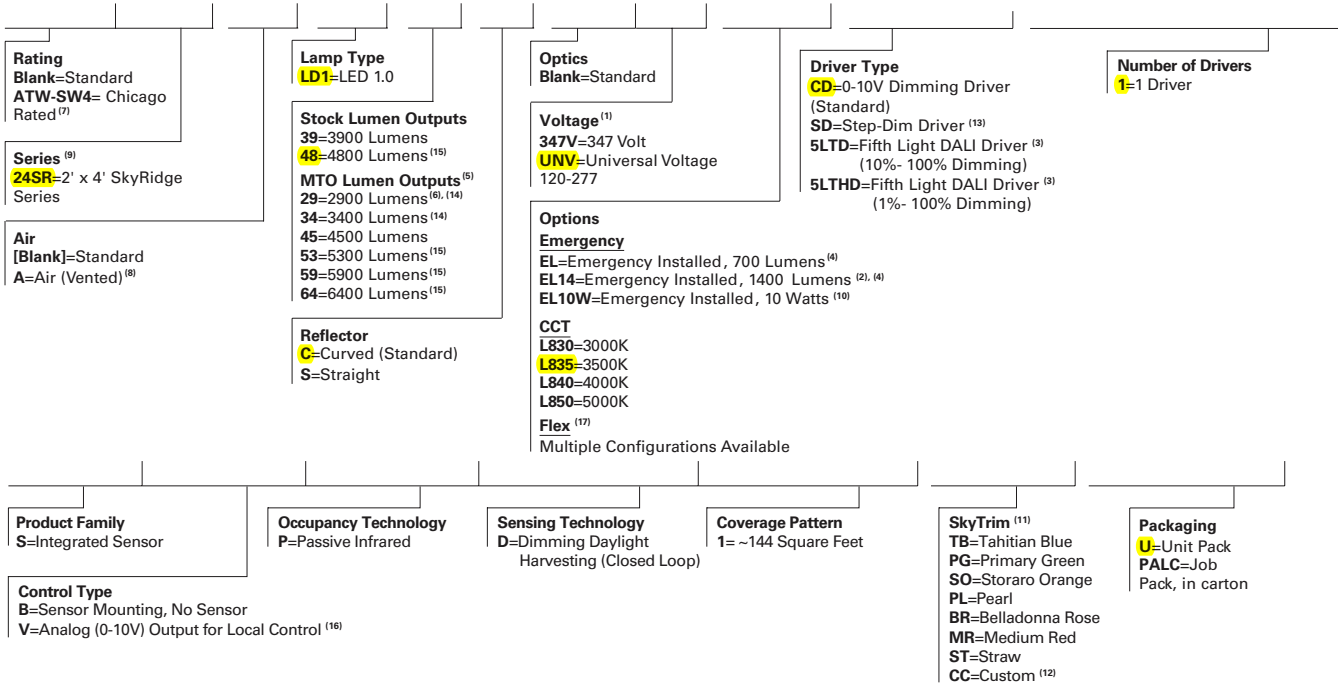 Rating
Blank=Standard
ATW-SW4= Chicago
Rated (7)
Series (9)
24SR=2' x 4' SkyRidge
Series
Air
[Blank]=Standard
A=Air (Vented)(8)
Lamp Type
LD1=LED 1.0
Stock Lumen Outputs
39=3900 Lumens
48=4800 Lumens (15)
MTO Lumen Outputs(5)
29=2900 Lumens (6), (14)
34=3400 Lumens (14)
45=4500 Lumens
53=5300 Lumens (15)
59=5900 Lumens (15)
64=6400 Lumens (15)
Reflector
C=Curved (Standard)
S=Straight
Optics
Blank=Standard
Voltage (1)
347V=347 Volt
UNV=Universal Voltage
120-277
Options
Emergency
EL=Emergency Installed, 700 Lumens(4)
EL14=Emergency Installed, 1400 Lumens (2), (4)
EL10W=Emergency Installed, 10 Watts (10)
CCT
L830=3000K
L835=3500K
L840=4000K
L850=5000K
Flex (17)
Multiple Configurations Available
Driver Type
CD=0-10V Dimming Driver
(Standard)
SD=Step-Dim Driver (13)
5LTD=Fifth Light DALI Driver (3)
(10%- 100% Dimming)
5LTHD=Fifth Light DALI Driver (3)
(1%- 100% Dimming)
Number of Drivers
1=1 Driver
Product Family
S=Integrated Sensor
Control Type
B=Sensor Mounting, No Sensor
V=Analog (0-10V) Output for Local Control (16)
Occupancy Technology
P=Passive Infrared
Sensing Technology
D=Dimming Daylight
Harvesting (Closed Loop)
Coverage Pattern
1= ~144 Square Feet
SkyTrim (11)
TB=Tahitian Blue
PG=Primary Green
SO=Storaro Orange
PL=Pearl
BR=Belladonna Rose
MR=Medium Red
ST=Straw
CC=Custom (12)
Packaging
U=Unit Pack
PALC=Job
Pack, in carton